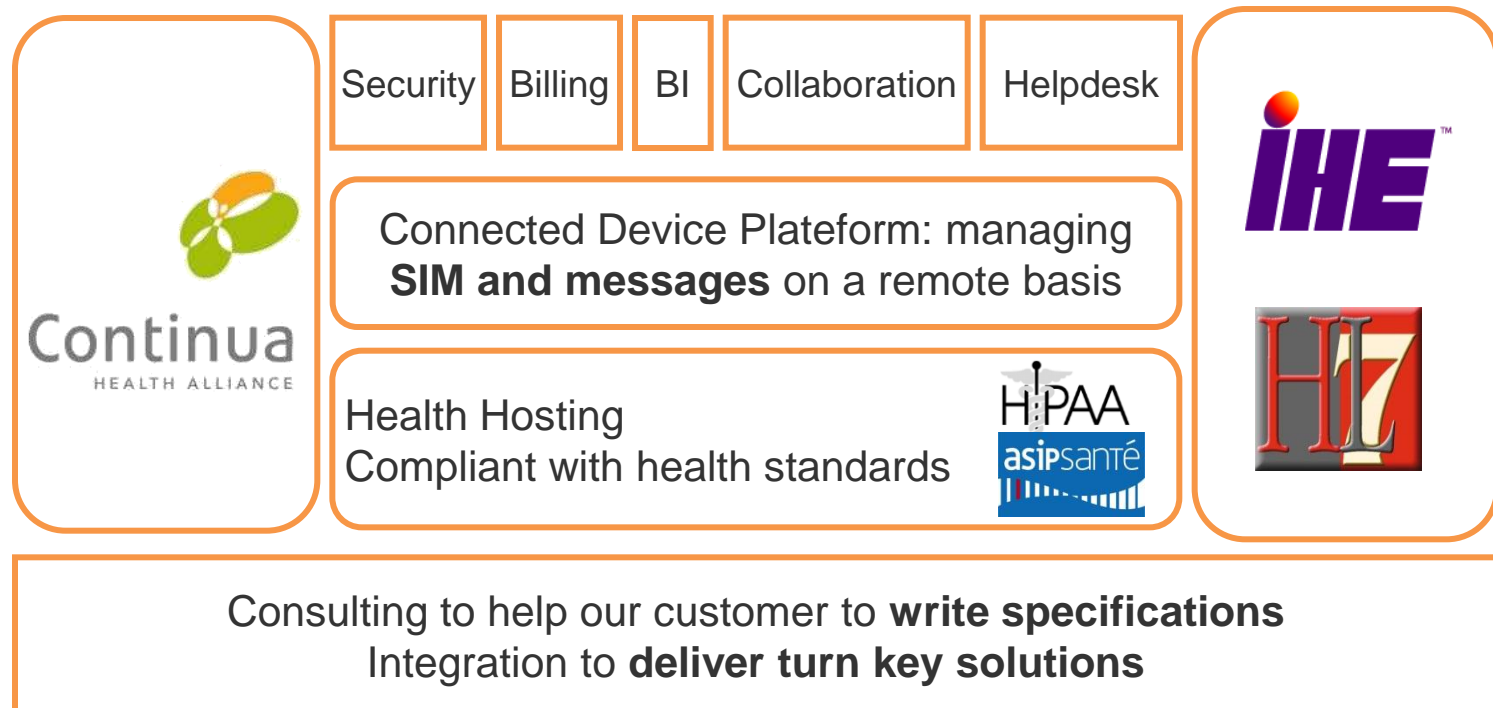 Security
Billing
BI
Collaboration
Helpdesk
Continua
HEALTH ALLIANCE
Connected Device Plateform: managing
SIM and messages on a remote basis
Health Hosting
Compliant with health standards
HIPAA
asipsanté
IHE™
HL7
Consulting to help our customer to write specifications
Integration to deliver turn key solutions